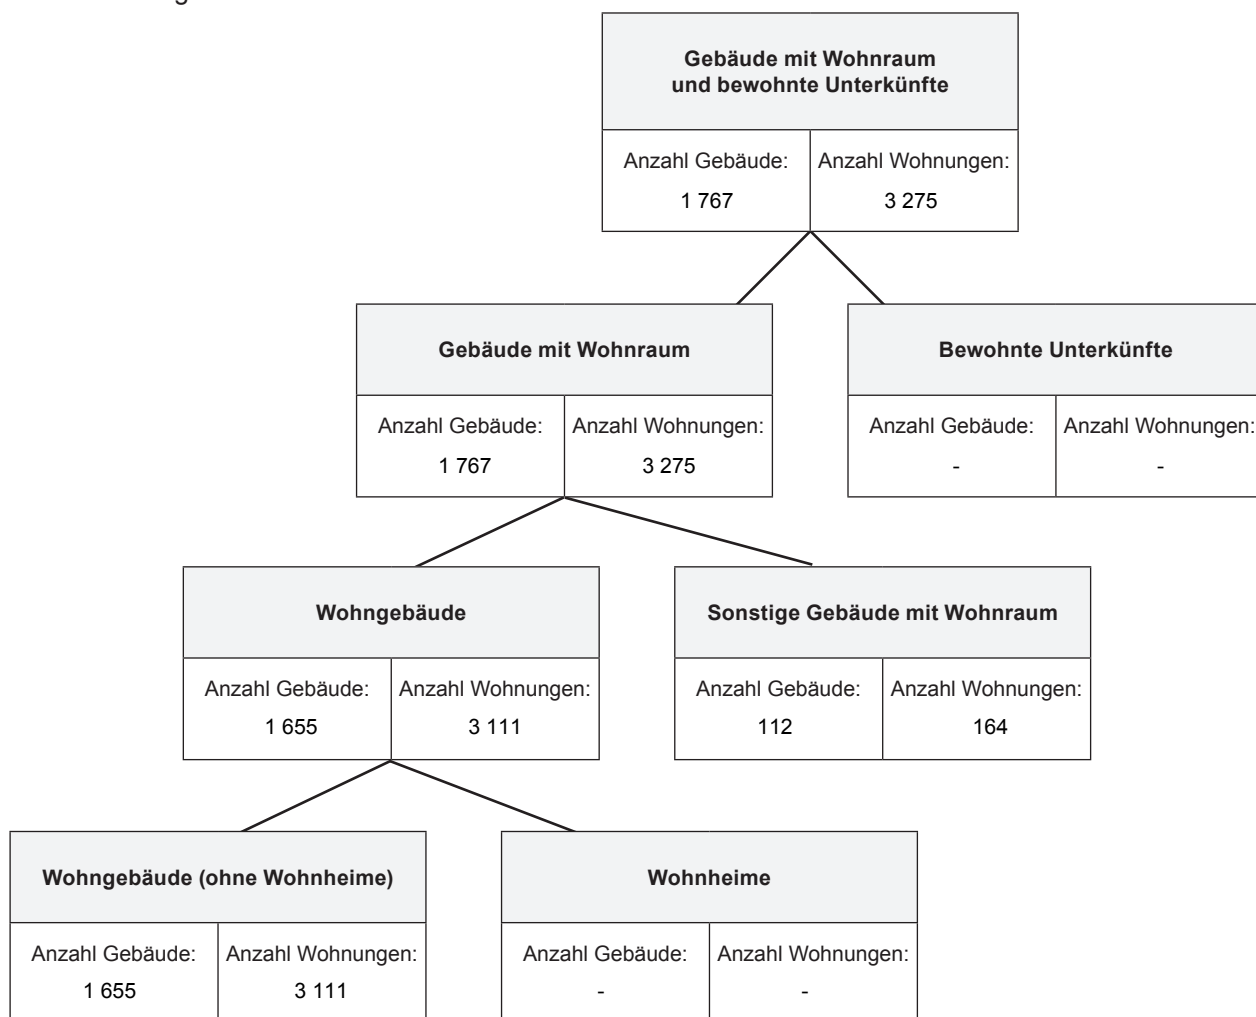 Gebäude mit Wohnraum
und bewohnte Unterkünfte
Anzahl Gebäude: Anzahl Wohnungen:
1 767 3 275
Gebäude mit Wohnraum Bewohnte Unterkünfte
Anzahl Gebäude: Anzahl Wohnungen: Anzahl Gebäude: Anzahl Wohnungen:
1 767 3 275 - -
Wohngebäude Sonstige Gebäude mit Wohnraum
Anzahl Gebäude: Anzahl Wohnungen: Anzahl Gebäude: Anzahl Wohnungen:
1 655 3 111 112 164
Wohngebäude (ohne Wohnheime) Wohnheime
Anzahl Gebäude: Anzahl Wohnungen: Anzahl Gebäude: Anzahl Wohnungen:
1 655 3 111 - -